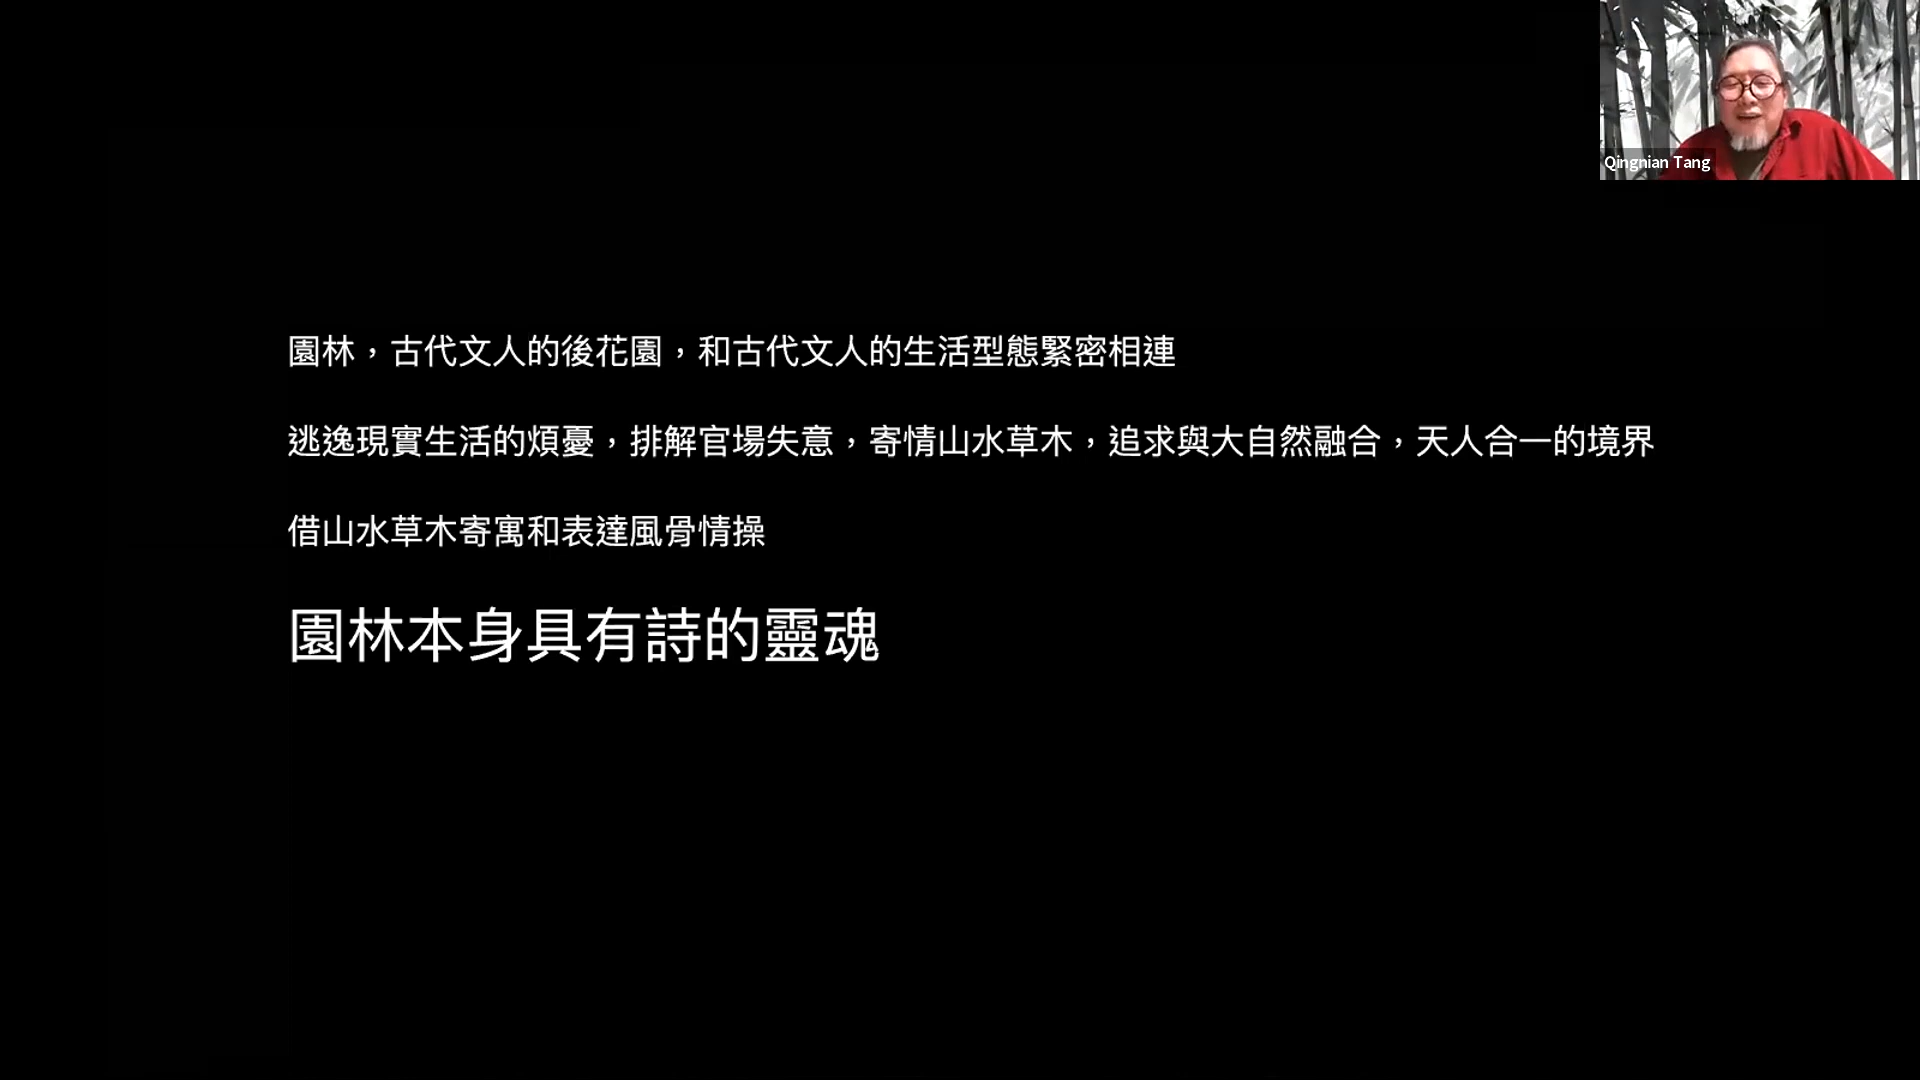 Qingnian Tang
園林，古代文人的後花園，和古代文人的生活型態緊密相連
逃逸現實生活的煩憂，排解官場失意，寄情山水草木，追求與大自然融合，天人合一的境界
借山水草木寄寓和表達風骨情操
園林本身具有詩的靈魂